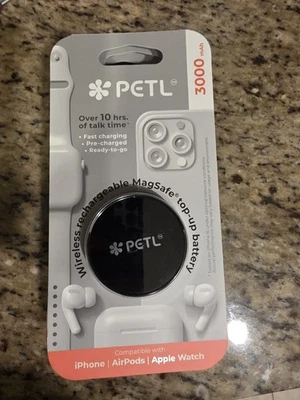 PETL
3000 mAh
Over 10 hrs.
of talk time
• Fast charging
• Pre-charged
• Ready-to-go
Wireless rechargeable MagSafe® top-up battery
PETL
Compatible with
iPhone | AirPods | Apple Watch